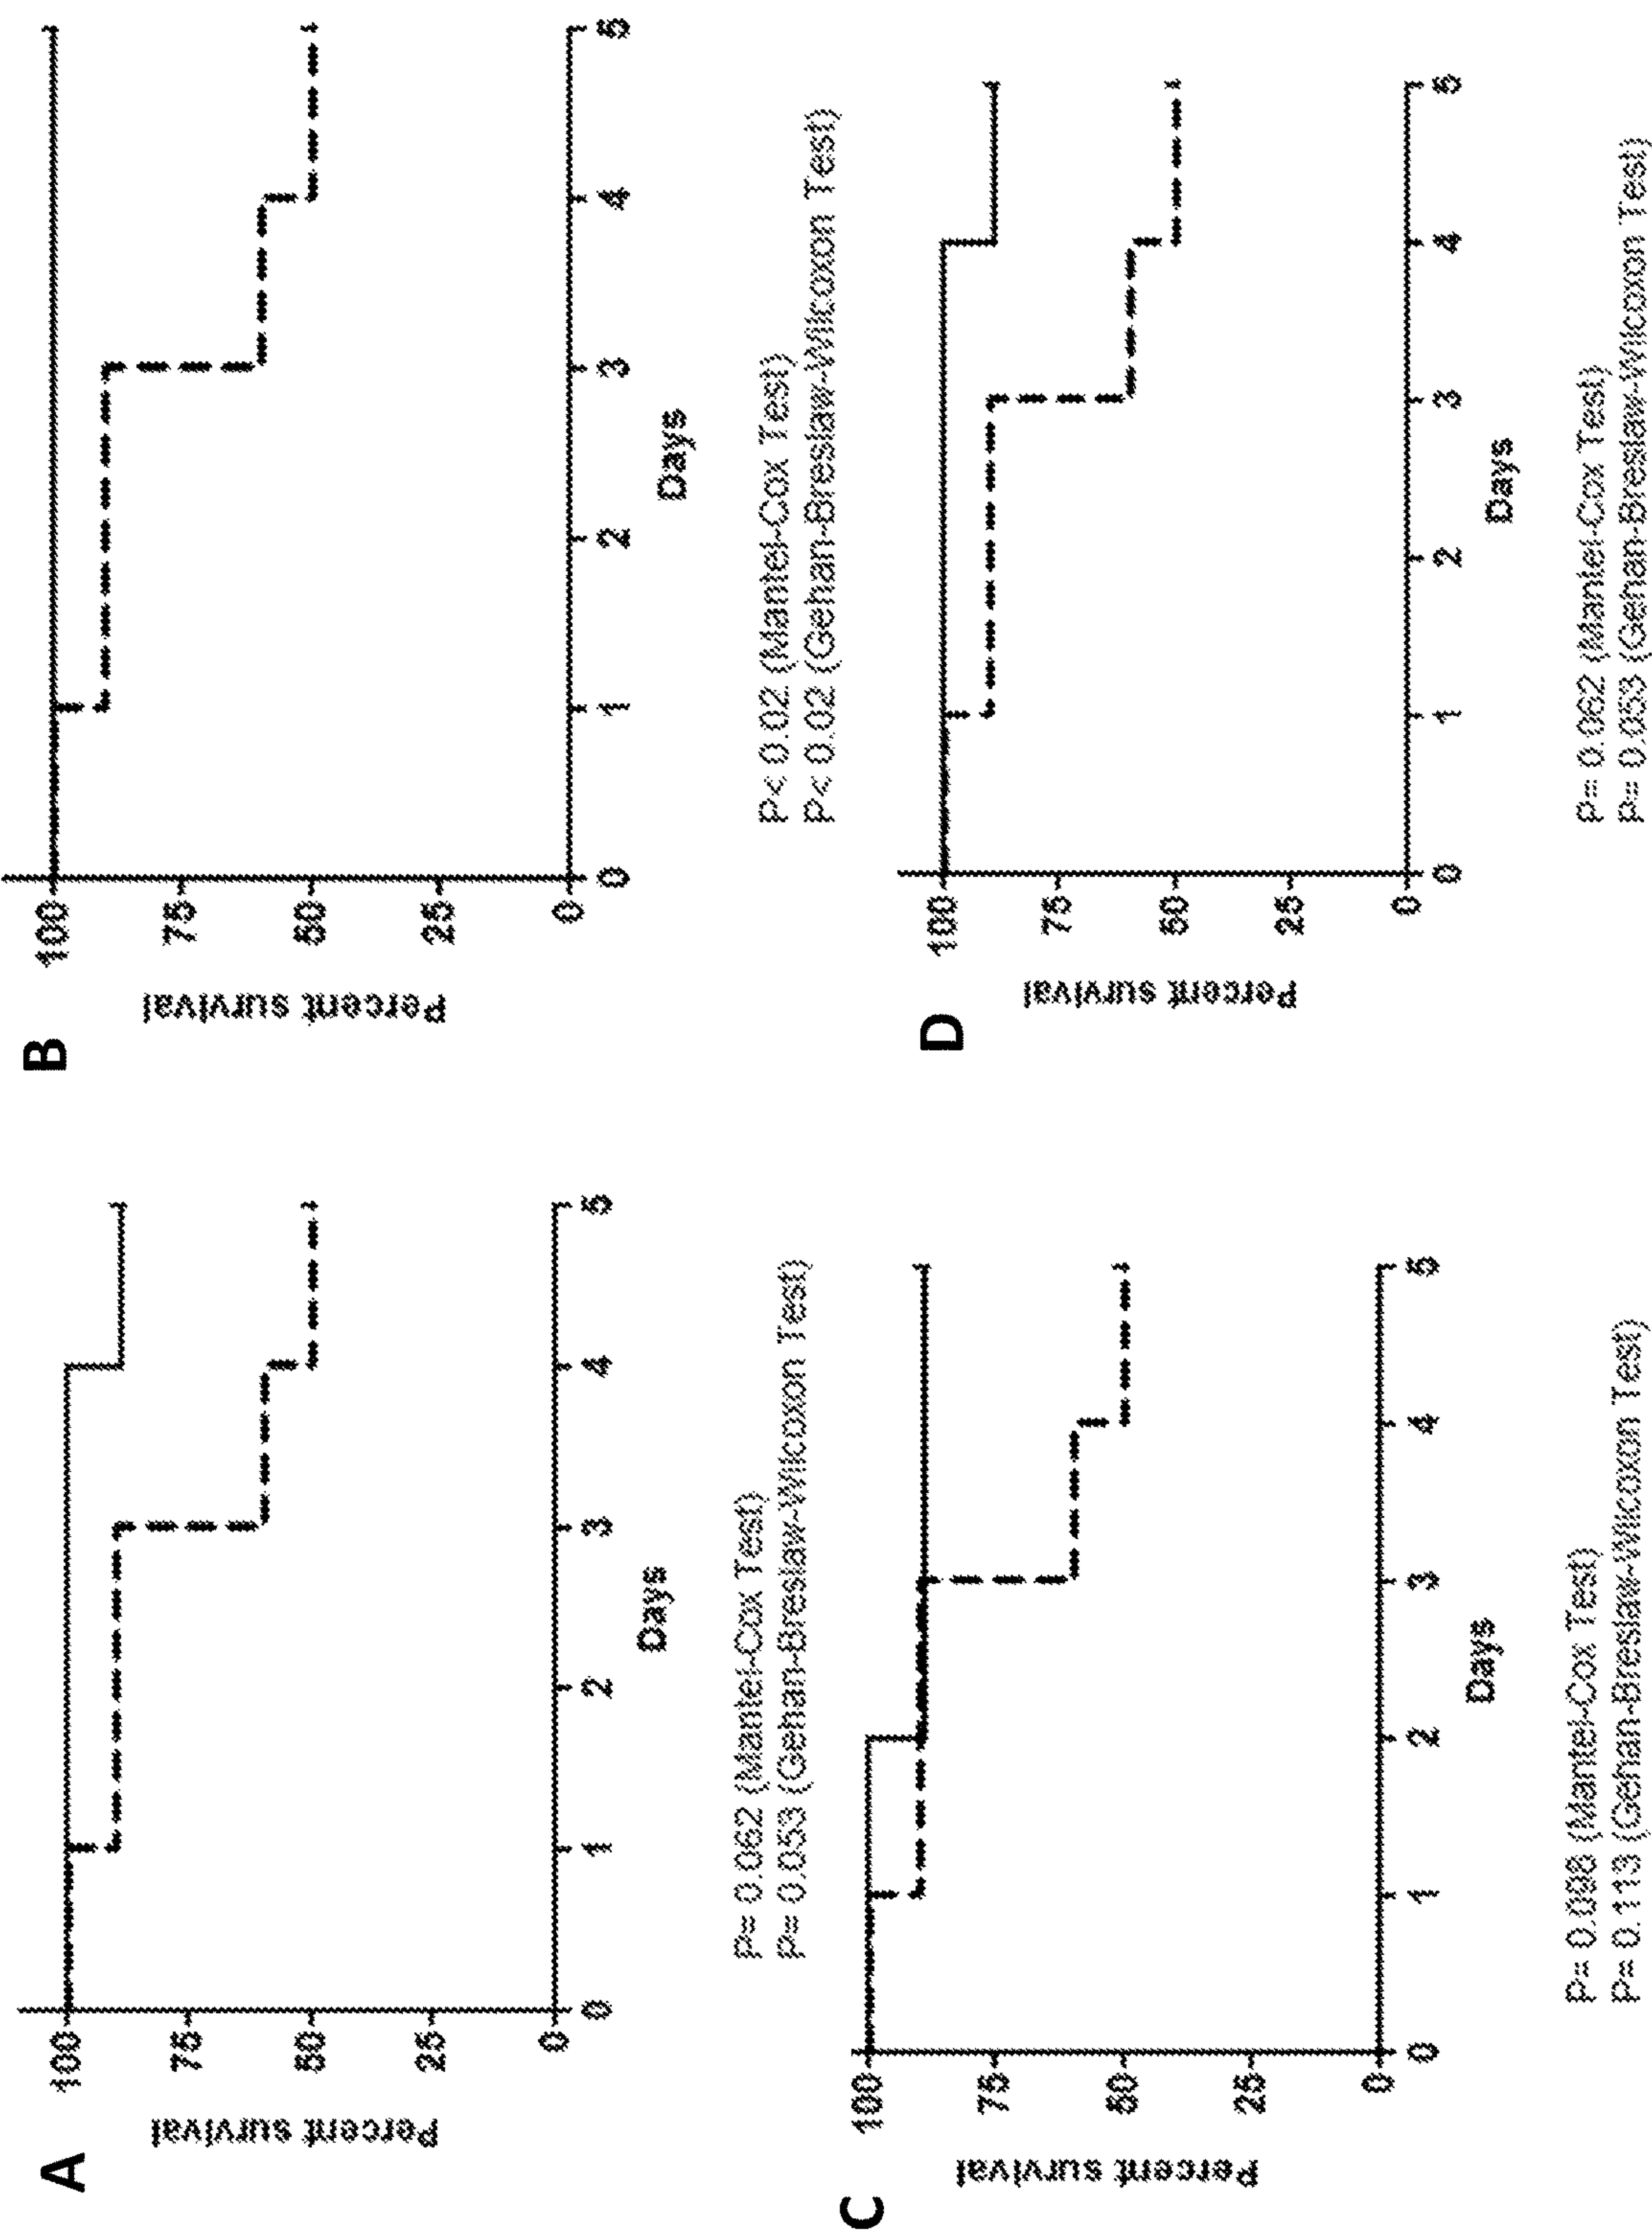 A
Percent survival
100
75
50
25
0
0 1 2 3 4 5
Days
P= 0.062 (Mantel-Cox Test)
P= 0.053 (Gehan-Breslaw-Wilcoxon Test)
B
Percent survival
100
75
50
25
0
0 1 2 3 4 5
Days
P< 0.02 (Mantel-Cox Test)
P< 0.02 (Gehan-Breslaw-Wilcoxon Test)
C
Percent survival
100
75
50
25
0
0 1 2 3 4 5
Days
P= 0.098 (Mantel-Cox Test)
P= 0.113 (Gehan-Breslaw-Wilcoxon Test)
D
Percent survival
100
75
50
25
0
0 1 2 3 4 5
Days
P= 0.062 (Mantel-Cox Test)
P= 0.053 (Gehan-Breslaw-Wilcoxon Test)